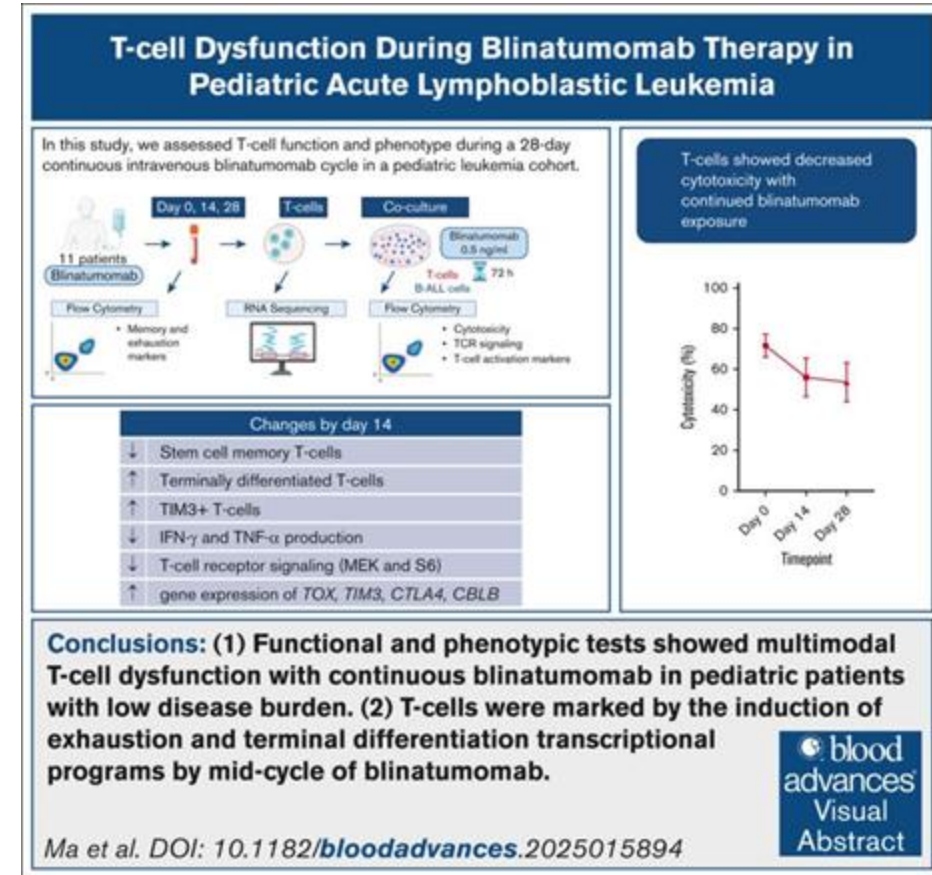 T-cell Dysfunction During Blinatumomab Therapy in
Pediatric Acute Lymphoblastic Leukemia
In this study, we assessed T-cell function and phenotype during a 28-day
continuous intravenous blinatumomab cycle in a pediatric leukemia cohort.
11 patients
Blinatumomab
Day 0, 14, 28
T-cells
Co-culture
Blinatumomab
0.5 ng/ml
72 h
T-cells
B-ALL cells
Flow Cytometry
• Memory and
exhaustion
markers
RNA Sequencing
Flow Cytometry
• Cytotoxicity
• TCR signaling
• T-cell activation markers
T-cells showed decreased
cytotoxicity with
continued blinatumomab
exposure
100
80
60
40
20
0
Cytotoxicity (%)
Day 0
Day 14
Day 28
Timepoint
Changes by day 14
↓ Stem cell memory T-cells
↑ Terminally differentiated T-cells
↑ TIM3+ T-cells
↓ IFN-γ and TNF-α production
↓ T-cell receptor signaling (MEK and S6)
↑ gene expression of TOX, TIM3, CTLA4, CBLB
Conclusions: (1) Functional and phenotypic tests showed multimodal
T-cell dysfunction with continuous blinatumomab in pediatric patients
with low disease burden. (2) T-cells were marked by the induction of
exhaustion and terminal differentiation transcriptional
programs by mid-cycle of blinatumomab.
blood
advances®
Visual
Abstract
Ma et al. DOI: 10.1182/bloodadvances.2025015894